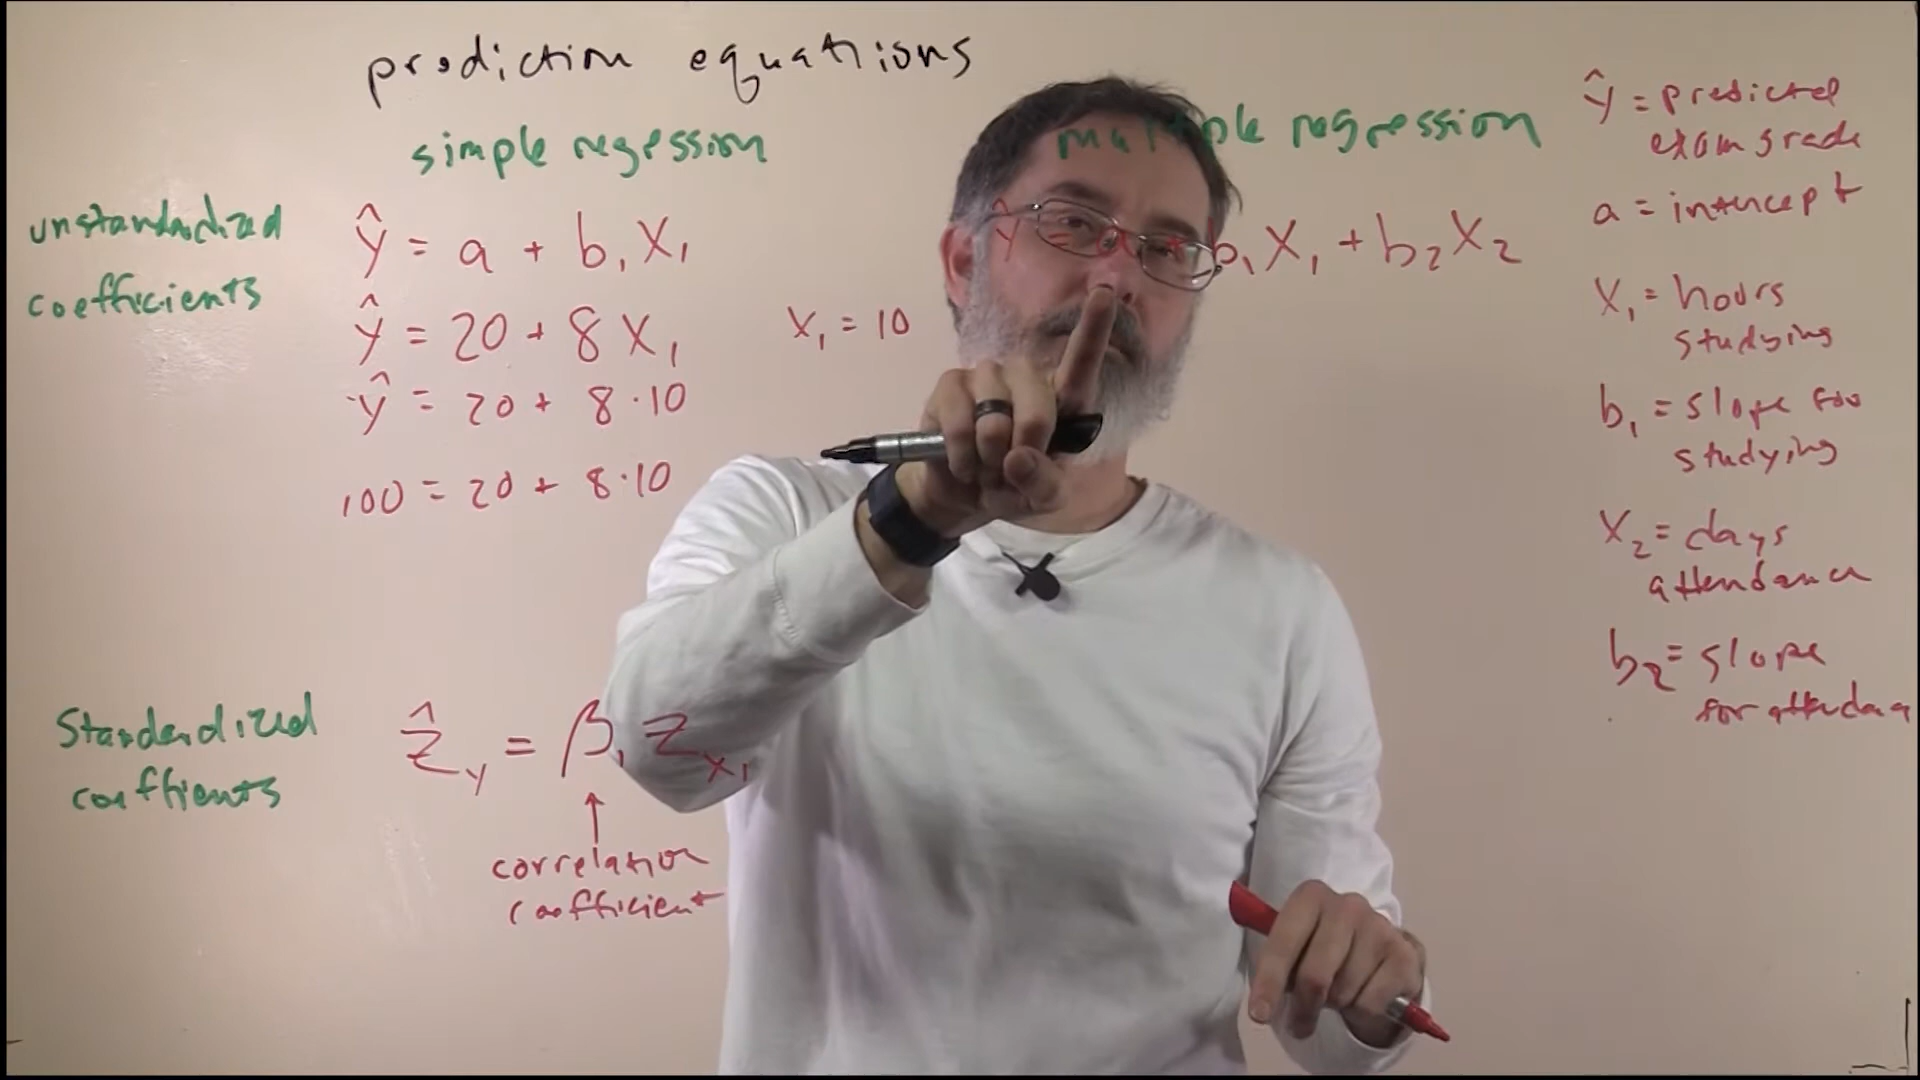 prediction equations
simple regression
multiple regression
unstandardized
coefficients
ŷ = a + b₁X₁
ŷ = a + b₁X₁ + b₂X₂
ŷ = 20 + 8X₁
X₁ = 10
ŷ = 20 + 8·10
100 = 20 + 8·10
Standardized
coeffients
ẑ_y = β₁ Z_x₁
↑
correlation
coefficient
ŷ = predicted
exam grade
a = intercept
X₁ = hours
studying
b₁ = slope for
studying
X₂ = days
attendance
b₂ = slope
for attendance